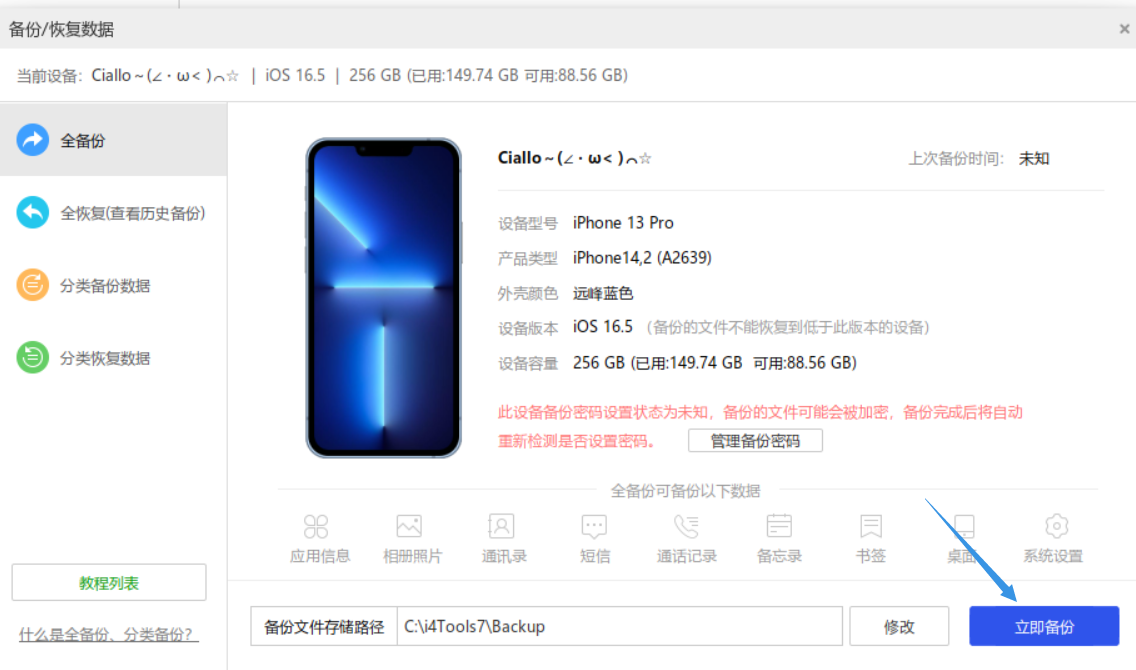 备份/恢复数据
当前设备: Ciallo～(∠・ω< )⌒☆ | iOS 16.5 | 256 GB (已用:149.74 GB 可用:88.56 GB)
全备份
全恢复(查看历史备份)
分类备份数据
分类恢复数据
教程列表
什么是全备份、分类备份?
Ciallo～(∠・ω< )⌒☆ 上次备份时间: 未知
设备型号 iPhone 13 Pro
产品类型 iPhone14,2 (A2639)
外壳颜色 远峰蓝色
设备版本 iOS 16.5 (备份的文件不能恢复到低于此版本的设备)
设备容量 256 GB (已用:149.74 GB 可用:88.56 GB)
此设备备份密码设置状态为未知，备份的文件可能会被加密，备份完成后将自动
重新检测是否设置密码。 管理备份密码
全备份可备份以下数据
应用信息 相册照片 通讯录 短信 通话记录 备忘录 书签 桌面 系统设置
备份文件存储路径 C:\i4Tools7\Backup 修改 立即备份